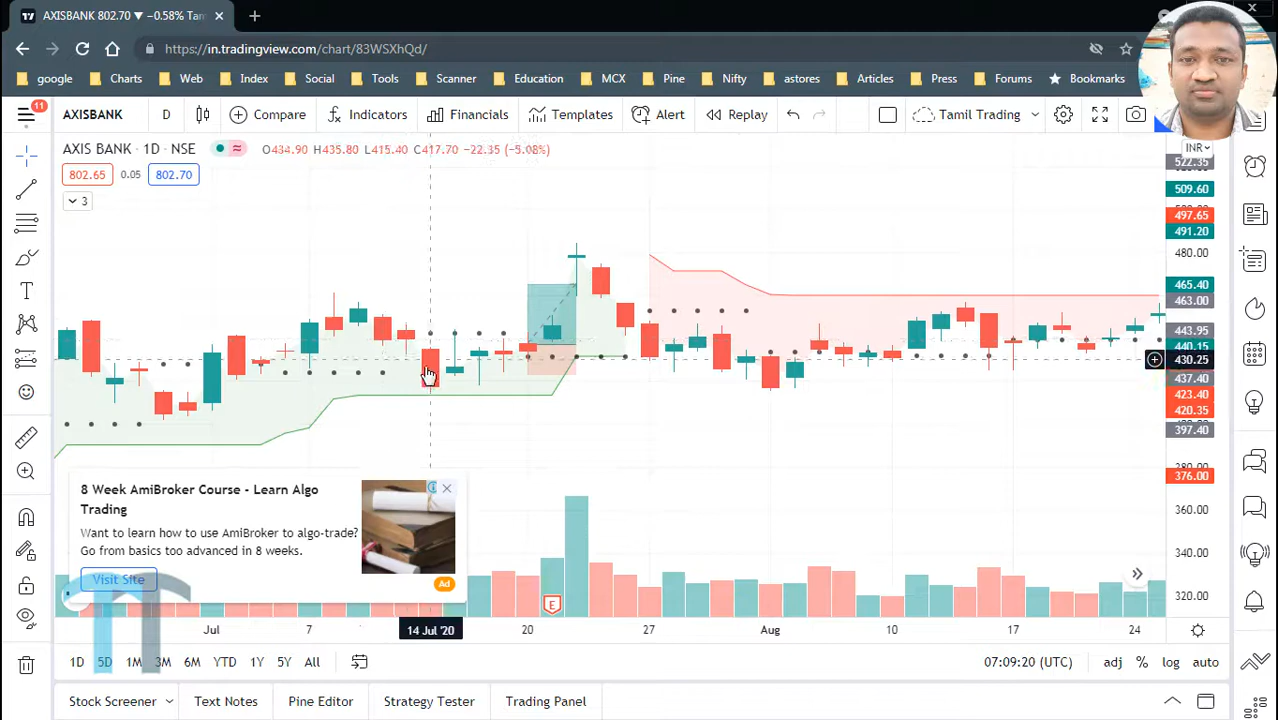 AXISBANK 802.70 ▼ −0.58% Tam
https://in.tradingview.com/chart/83WSXhQd/
google Charts Web Index Social Tools Scanner Education MCX Pine Nifty astores Articles Press Forums Bookmarks
11
AXISBANK D Compare Indicators Financials Templates Alert Replay Tamil Trading
AXIS BANK · 1D · NSE O434.90 H435.80 L415.40 C417.70 −22.35 (−5.08%)
INR
802.65 0.05 802.70
3
522.35
509.60
497.65
491.20
480.00
465.40
463.00
443.95
440.15
430.25
437.40
423.40
420.35
397.40
380.00
376.00
360.00
340.00
320.00
8 Week AmiBroker Course - Learn Algo
Trading
Want to learn how to use AmiBroker to algo-trade?
Go from basics too advanced in 8 weeks.
Visit Site
Ad
E
Jul 7 14 Jul '20 20 27 Aug 10 17 24
1D 5D 1M 3M 6M YTD 1Y 5Y All 07:09:20 (UTC) adj % log auto
Stock Screener Text Notes Pine Editor Strategy Tester Trading Panel